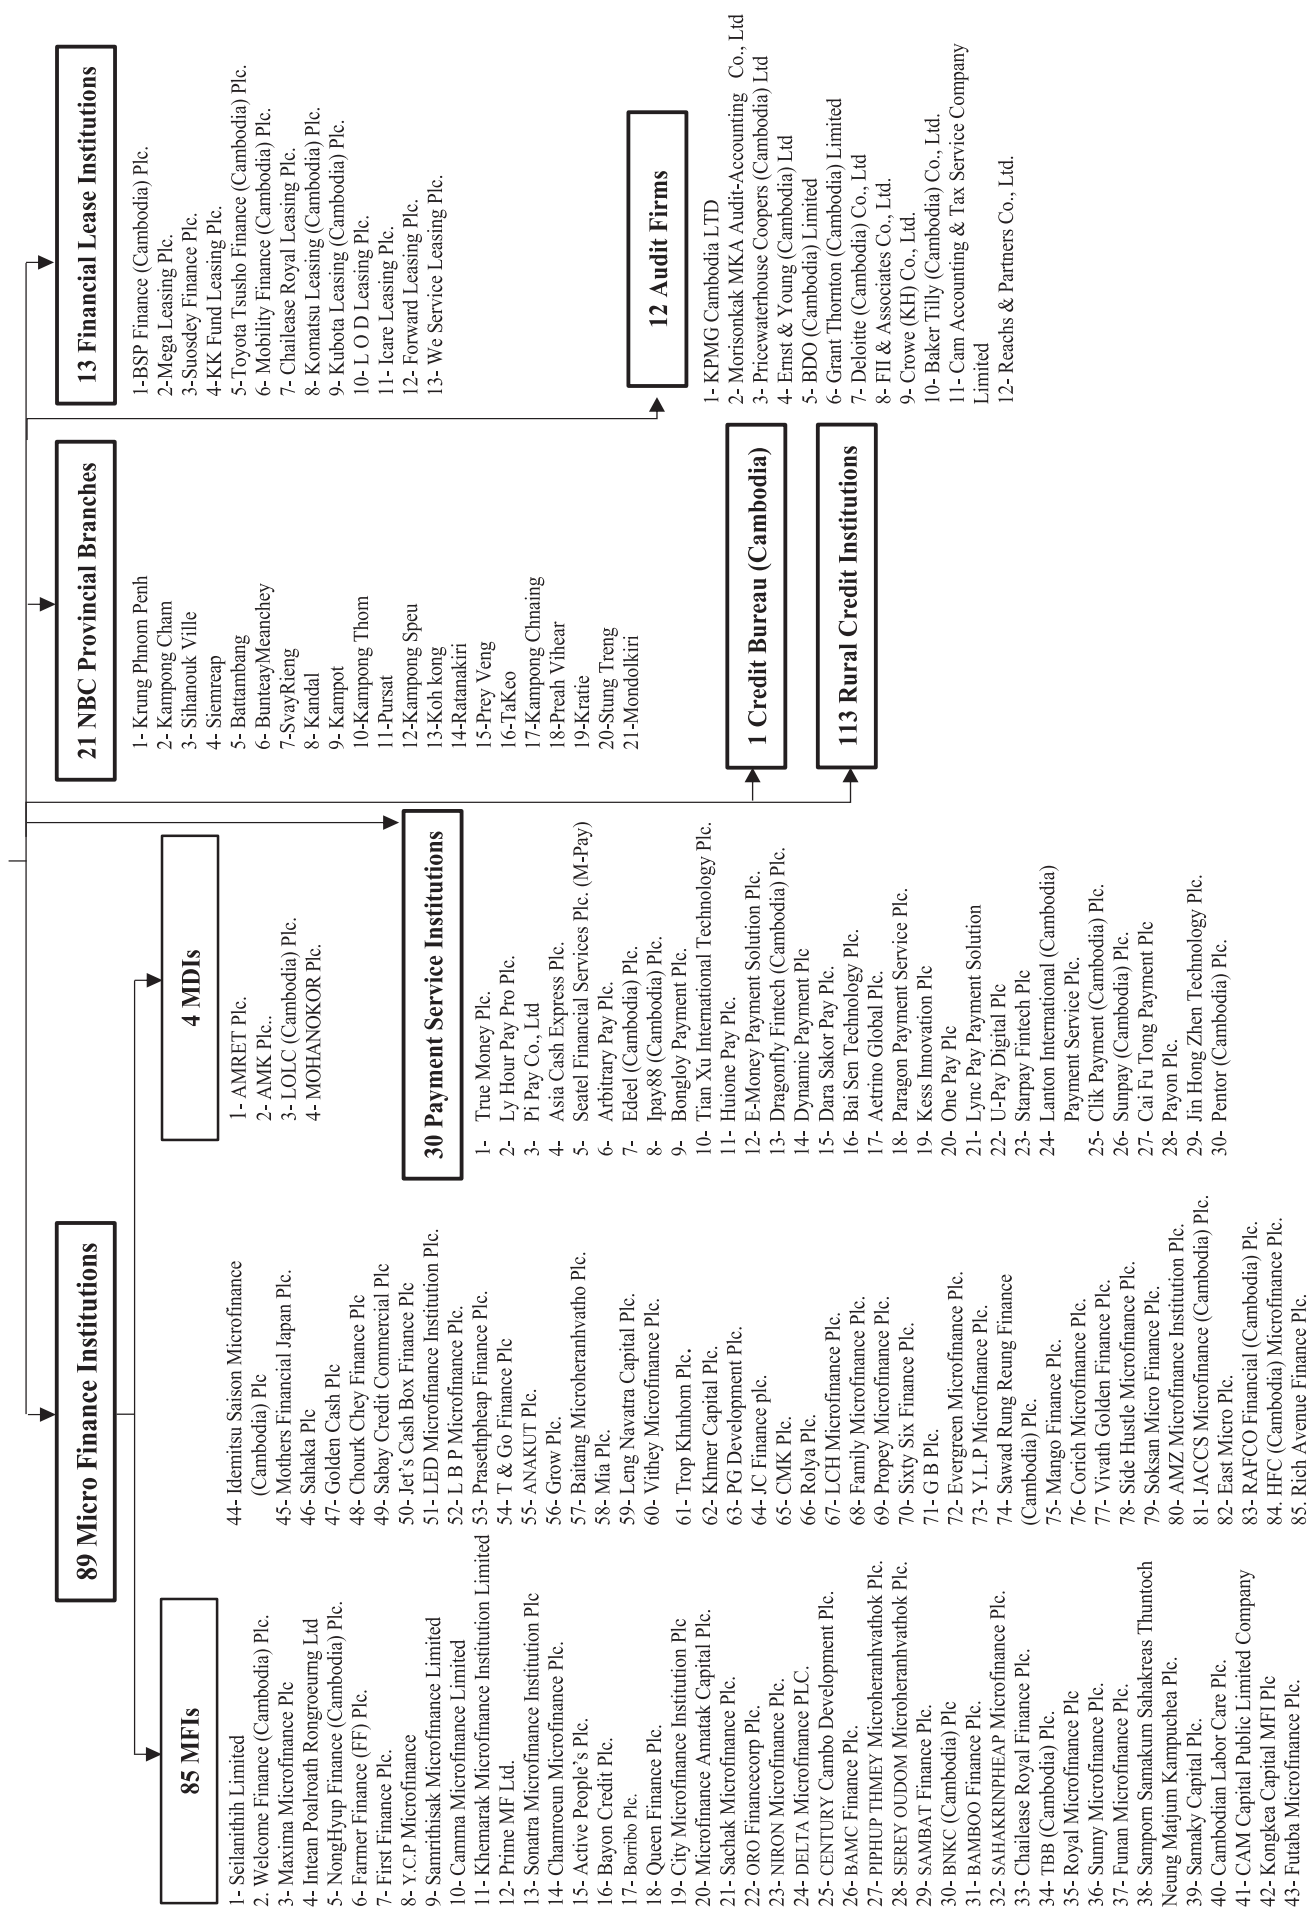 89 Micro Finance Institutions
85 MFIs
1- Seilanithih Limited
2. Welcome Finance (Cambodia) Plc.
3- Maxima Microfinance Plc
4- Intean Poalroath Rongroeurng Ltd
5- NongHyup Finance (Cambodia) Plc.
6- Farmer Finance (FF) Plc.
7- First Finance Plc.
8- Y.C.P Microfinance
9- Samrithisak Microfinance Limited
10- Camma Microfinance Limited
11- Khemarak Microfinance Institution Limited
12- Prime MF Ltd.
13- Sonatra Microfinance Institution Plc
14- Chamroeun Microfinance Plc.
15- Active People's Plc.
16- Bayon Credit Plc.
17- Borribo Plc.
18- Queen Finance Plc.
19- City Microfinance Institution Plc
20- Microfinance Amatak Capital Plc.
21- Sachak Microfinance Plc.
22- ORO Financecorp Plc.
23- NIRON Microfinance Plc.
24- DELTA Microfinance PLC.
25- CENTURY Cambo Development Plc.
26- BAMC Finance Plc.
27- PIPHUP THMEY Microheranhvathok Plc.
28- SEREY OUDOM Microheranhvathok Plc.
29- SAMBAT Finance Plc.
30- BNKC (Cambodia) Plc
31- BAMBOO Finance Plc.
32- SAHAKRINPHEAP Microfinance Plc.
33- Chailease Royal Finance Plc.
34- TBB (Cambodia) Plc.
35- Royal Microfinance Plc
36- Sunny Microfinance Plc.
37- Funan Microfinance Plc.
38- Samporn Samakum Sahakreas Thuntoch
Neung Matjum Kampuchea Plc.
39- Samaky Capital Plc.
40- Cambodian Labor Care Plc.
41- CAM Capital Public Limited Company
42- Kongkea Capital MFI Plc
43- Futaba Microfinance Plc.
44- Idemitsu Saison Microfinance
(Cambodia) Plc
45- Mothers Financial Japan Plc.
46- Sahaka Plc
47- Golden Cash Plc
48- Chourk Chey Finance Plc
49- Sabay Credit Commercial Plc
50- Jet's Cash Box Finance Plc
51- LED Microfinance Institution Plc.
52- L B P Microfinance Plc.
53- Prasethpheap Finance Plc.
54- T & Go Finance Plc
55- ANAKUT Plc.
56- Grow Plc.
57- Baitang Microheranhvatho Plc.
58- Mia Plc.
59- Leng Navatra Capital Plc.
60- Vithey Microfinance Plc.
61- Trop Khnhom Plc.
62- Khmer Capital Plc.
63- PG Development Plc.
64- JC Finance plc.
65- CMK Plc.
66- Rolya Plc.
67- LCH Microfinance Plc.
68- Family Microfinance Plc.
69- Propey Microfinance Plc.
70- Sixty Six Finance Plc.
71- G B Plc.
72- Evergreen Microfinance Plc.
73- Y.L.P Microfinance Plc.
74- Sawad Rung Reung Finance
(Cambodia) Plc.
75- Mango Finance Plc.
76- Corich Microfinance Plc.
77- Vivath Golden Finance Plc.
78- Side Hustle Microfinance Plc.
79- Soksan Micro Finance Plc.
80- AMZ Microfinance Institution Plc.
81- JACCS Microfinance (Cambodia) Plc.
82- East Micro Plc.
83- RAFCO Financial (Cambodia) Plc.
84. HFC (Cambodia) Microfinance Plc.
85. Rich Avenue Finance Plc.
4 MDIs
1- AMRET Plc.
2- AMK Plc..
3- LOLC (Cambodia) Plc.
4- MOHANOKOR Plc.
30 Payment Service Institutions
1- True Money Plc.
2- Ly Hour Pay Pro Plc.
3- Pi Pay Co., Ltd
4- Asia Cash Express Plc.
5- Seatel Financial Services Plc. (M-Pay)
6- Arbitrary Pay Plc.
7- Edeel (Cambodia) Plc.
8- Ipay88 (Cambodia) Plc.
9- Bongloy Payment Plc.
10- Tian Xu International Technology Plc.
11- Huione Pay Plc.
12- E-Money Payment Solution Plc.
13- Dragonfly Fintech (Cambodia) Plc.
14- Dynamic Payment Plc
15- Dara Sakor Pay Plc.
16- Bai Sen Technology Plc.
17- Actrino Global Plc.
18- Paragon Payment Service Plc.
19- Kess Innovation Plc
20- One Pay Plc
21- Lync Pay Payment Solution
22- U-Pay Digital Plc
23- Starpay Fintech Plc
24- Lanton International (Cambodia)
Payment Service Plc.
25- Clik Payment (Cambodia) Plc.
26- Sunpay (Cambodia) Plc.
27- Cai Fu Tong Payment Plc
28- Payon Plc.
29- Jin Hong Zhen Technology Plc.
30- Pentor (Cambodia) Plc.
21 NBC Provincial Branches
1- Krung Phnom Penh
2- Kampong Cham
3- Sihanouk Ville
4- Siemreap
5- Battambang
6- BunteayMeanchey
7-SvayRieng
8- Kandal
9- Kampot
10-Kampong Thom
11-Pursat
12-Kampong Speu
13-Koh kong
14-Ratanakiri
15-Prey Veng
16-TaKeo
17-Kampong Chnaing
18-Preah Vihear
19-Kratie
20-Stung Treng
21-Mondolkiri
1 Credit Bureau (Cambodia)
113 Rural Credit Institutions
13 Financial Lease Institutions
1-BSP Finance (Cambodia) Plc.
2-Mega Leasing Plc.
3-Suosdey Finance Plc.
4-KK Fund Leasing Plc.
5-Toyota Tsusho Finance (Cambodia) Plc.
6- Mobility Finance (Cambodia) Plc.
7- Chailease Royal Leasing Plc.
8- Komatsu Leasing (Cambodia) Plc.
9- Kubota Leasing (Cambodia) Plc.
10- L O D Leasing Plc.
11- Icare Leasing Plc.
12- Forward Leasing Plc.
13- We Service Leasing Plc.
12 Audit Firms
1- KPMG Cambodia LTD
2- Morisonkak MKA Audit-Accounting Co., Ltd
3- Pricewaterhouse Coopers (Cambodia) Ltd
4- Ernst & Young (Cambodia) Ltd
5- BDO (Cambodia) Limited
6- Grant Thornton (Cambodia) Limited
7- Deloitte (Cambodia) Co., Ltd
8- FII & Associates Co., Ltd.
9- Crowe (KH) Co., Ltd.
10- Baker Tilly (Cambodia) Co., Ltd.
11- Cam Accounting & Tax Service Company
Limited
12- Reachs & Partners Co., Ltd.